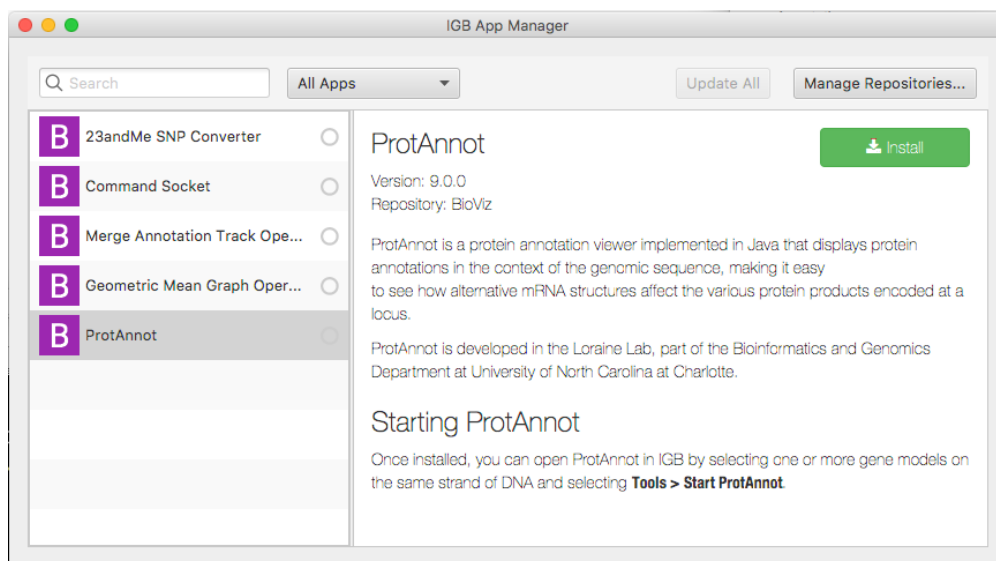 IGB App Manager
Search
All Apps
Update All
Manage Repositories...
B 23andMe SNP Converter
B Command Socket
B Merge Annotation Track Ope...
B Geometric Mean Graph Oper...
B ProtAnnot
ProtAnnot
Install
Version: 9.0.0
Repository: BioViz
ProtAnnot is a protein annotation viewer implemented in Java that displays protein
annotations in the context of the genomic sequence, making it easy
to see how alternative mRNA structures affect the various protein products encoded at a
locus.
ProtAnnot is developed in the Loraine Lab, part of the Bioinformatics and Genomics
Department at University of North Carolina at Charlotte.
Starting ProtAnnot
Once installed, you can open ProtAnnot in IGB by selecting one or more gene models on
the same strand of DNA and selecting Tools > Start ProtAnnot.